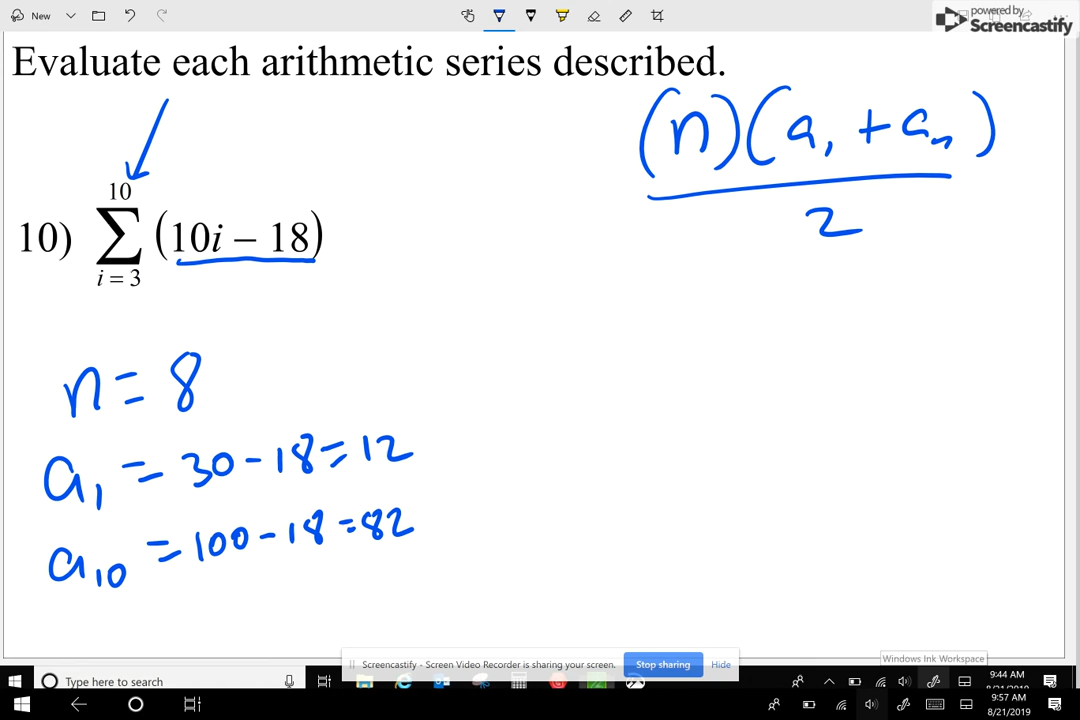 New
powered by
Screencastify
Evaluate each arithmetic series described.
(n)(a₁ + aₙ)
2
10
10) ∑ (10i – 18)
i = 3
n = 8
a₁ = 30 - 18 = 12
a₁₀ = 100 - 18 = 82
Screencastify - Screen Video Recorder is sharing your screen.
Stop sharing
Hide
Windows Ink Workspace
Type here to search
9:44 AM
9:57 AM
8/21/2019